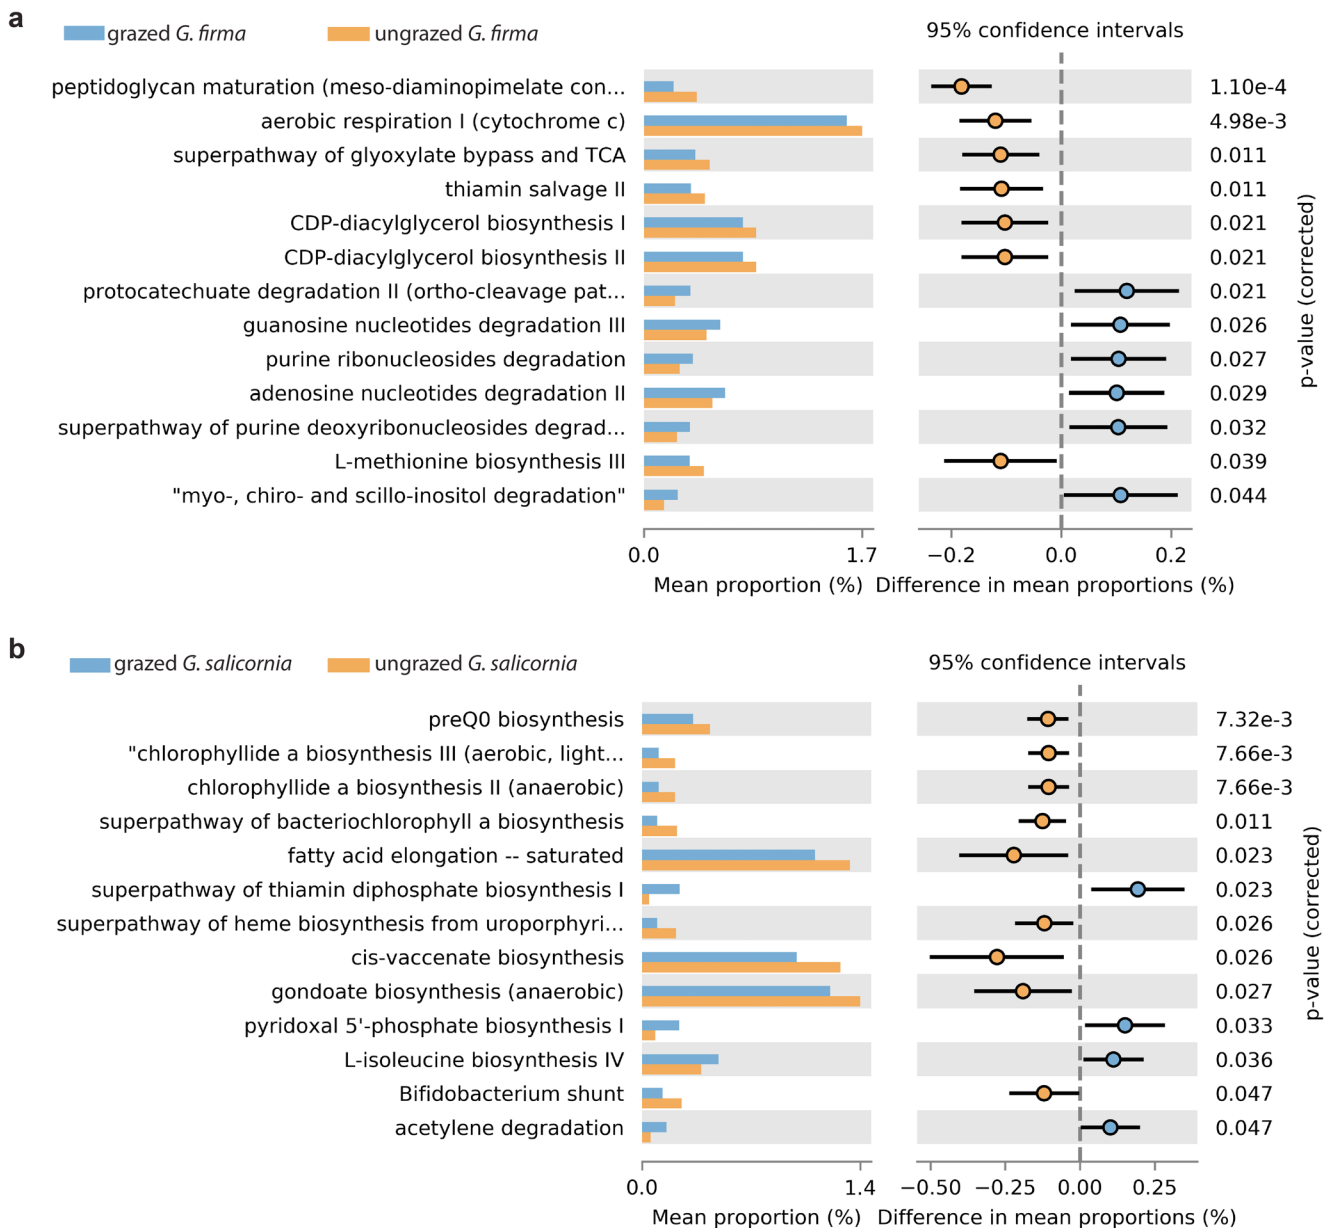 a
grazed G. firma
ungrazed G. firma
95% confidence intervals
peptidoglycan maturation (meso-diaminopimelate con... 1.10e-4
aerobic respiration I (cytochrome c) 4.98e-3
superpathway of glyoxylate bypass and TCA 0.011
thiamin salvage II 0.011
CDP-diacylglycerol biosynthesis I 0.021
CDP-diacylglycerol biosynthesis II 0.021
protocatechuate degradation II (ortho-cleavage pat... 0.021
guanosine nucleotides degradation III 0.026
purine ribonucleosides degradation 0.027
adenosine nucleotides degradation II 0.029
superpathway of purine deoxyribonucleosides degrad... 0.032
L-methionine biosynthesis III 0.039
"myo-, chiro- and scillo-inositol degradation" 0.044
p-value (corrected)
0.0 1.7 −0.2 0.0 0.2
Mean proportion (%) Difference in mean proportions (%)
b
grazed G. salicornia
ungrazed G. salicornia
95% confidence intervals
preQ0 biosynthesis 7.32e-3
"chlorophyllide a biosynthesis III (aerobic, light... 7.66e-3
chlorophyllide a biosynthesis II (anaerobic) 7.66e-3
superpathway of bacteriochlorophyll a biosynthesis 0.011
fatty acid elongation -- saturated 0.023
superpathway of thiamin diphosphate biosynthesis I 0.023
superpathway of heme biosynthesis from uroporphyri... 0.026
cis-vaccenate biosynthesis 0.026
gondoate biosynthesis (anaerobic) 0.027
pyridoxal 5'-phosphate biosynthesis I 0.033
L-isoleucine biosynthesis IV 0.036
Bifidobacterium shunt 0.047
acetylene degradation 0.047
p-value (corrected)
0.0 1.4 −0.50 −0.25 0.00 0.25
Mean proportion (%) Difference in mean proportions (%)